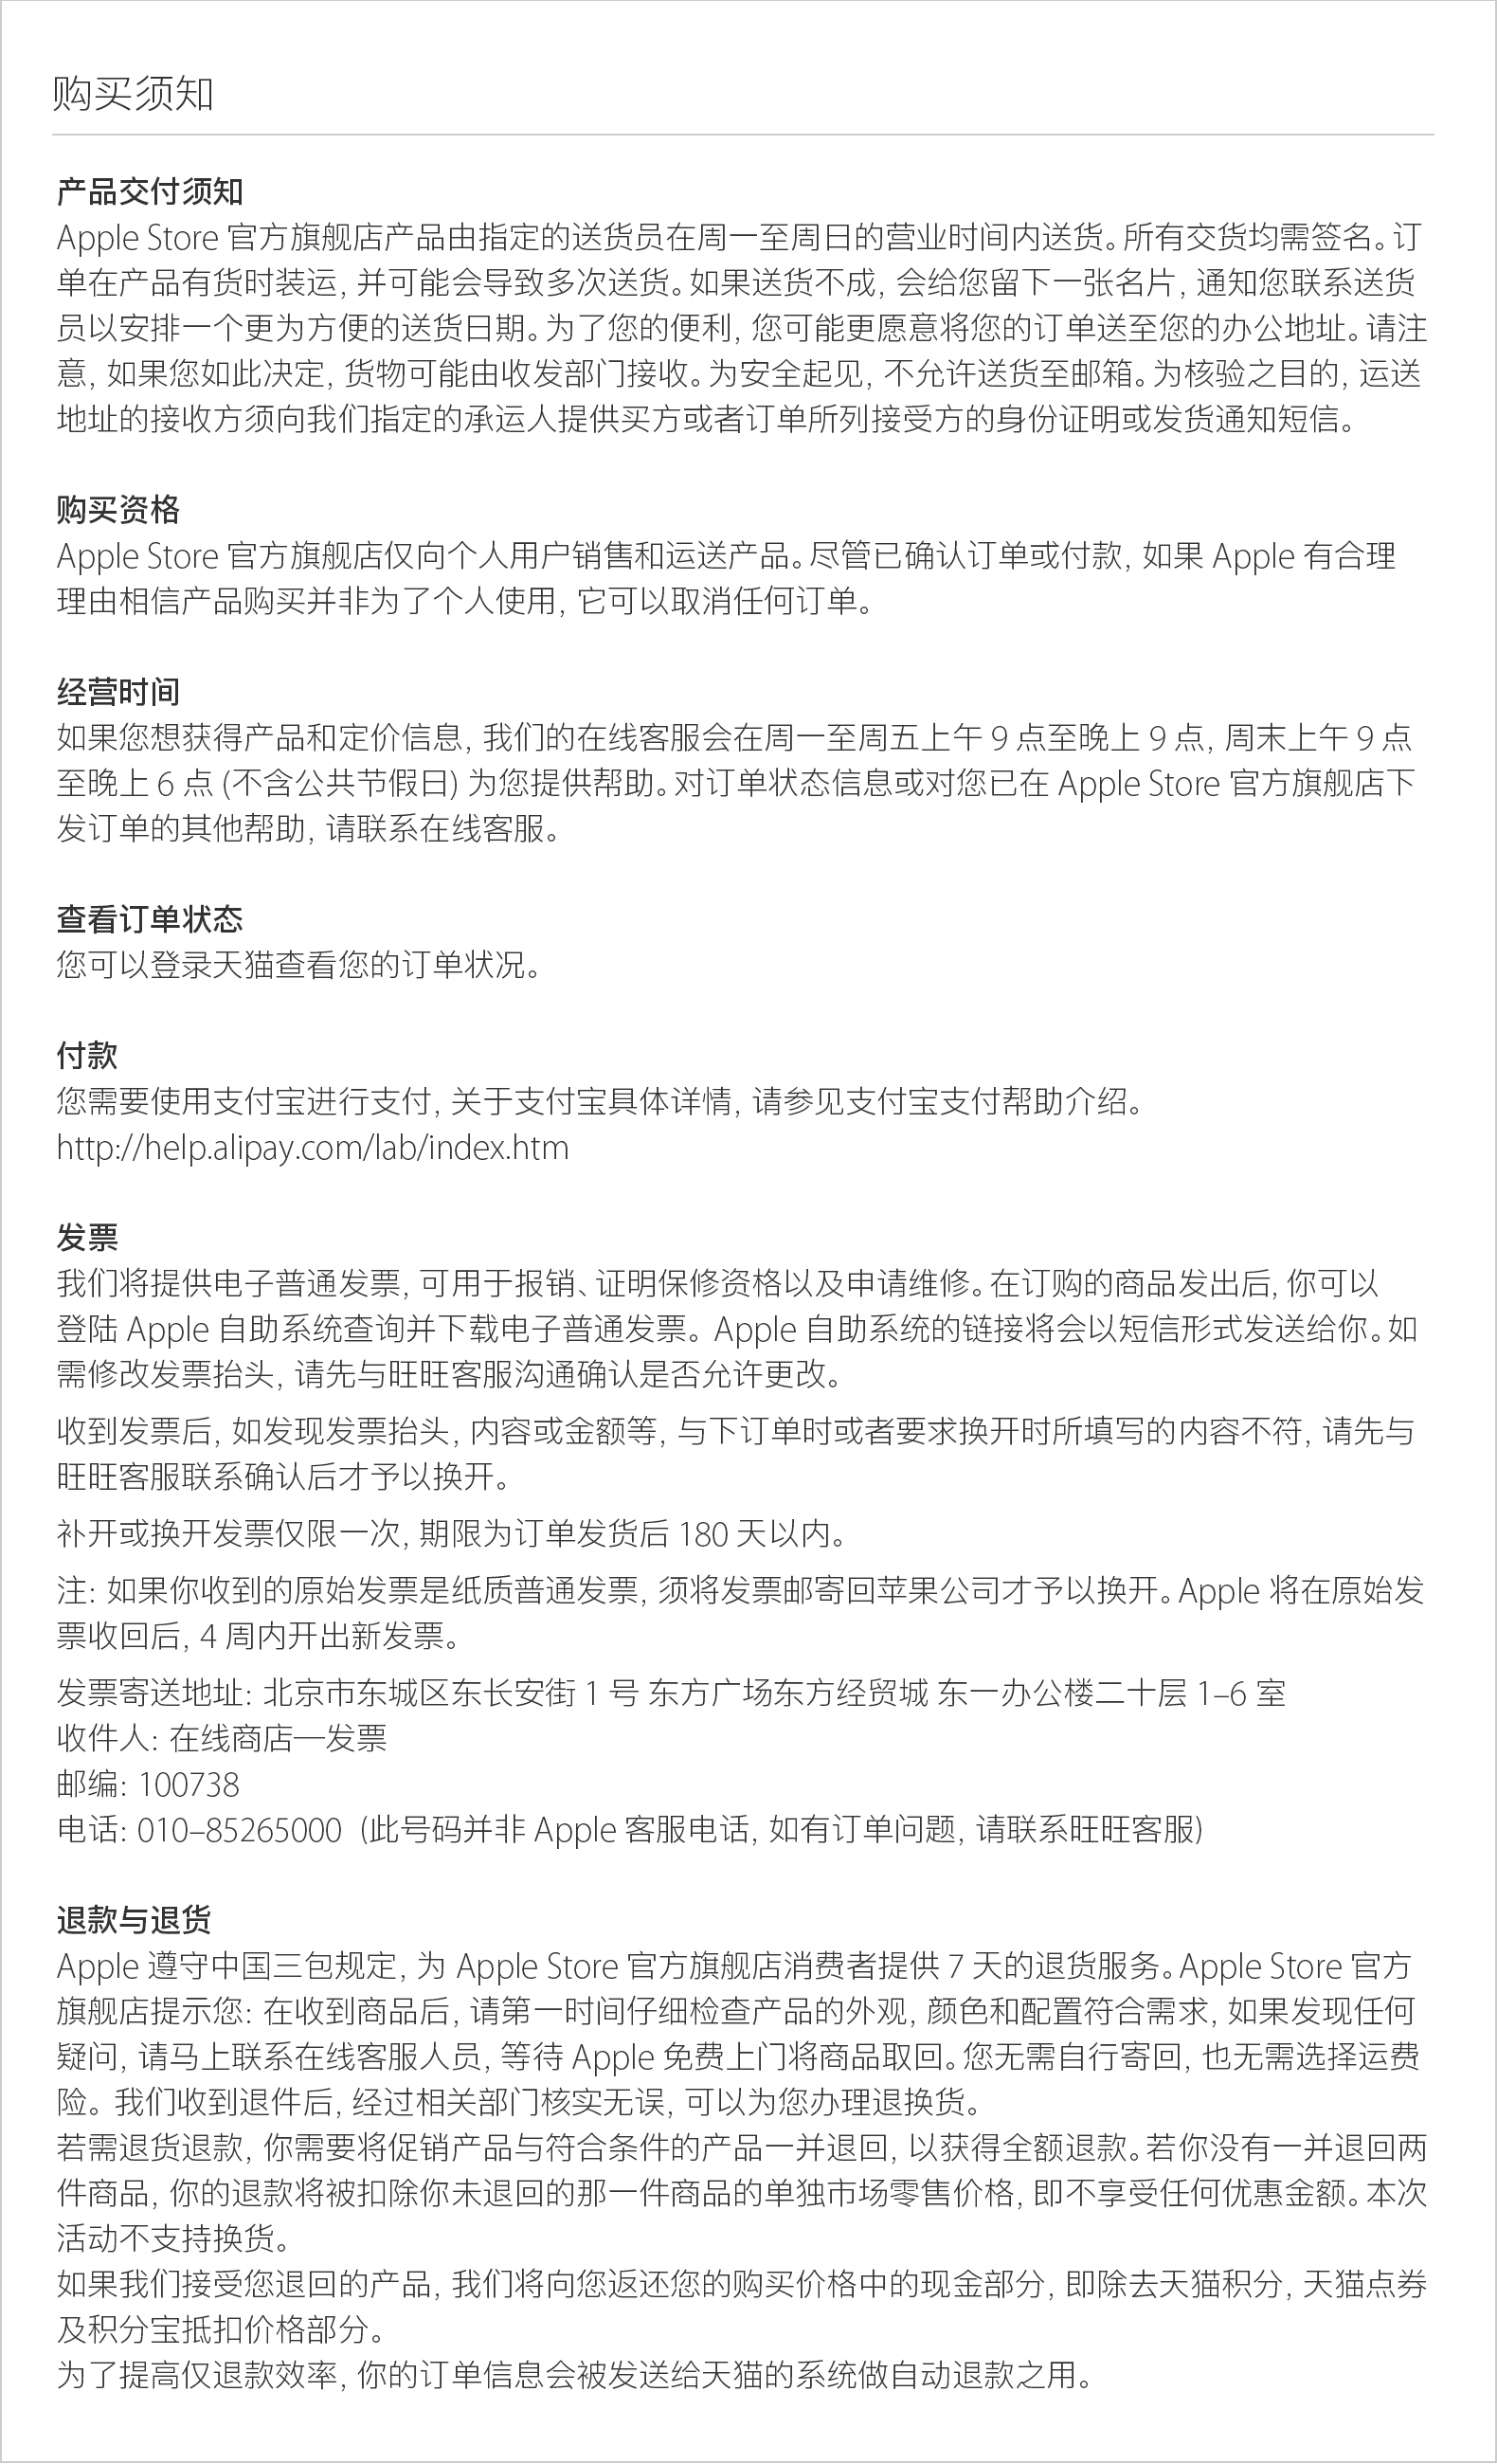 购买须知
产品交付须知
Apple Store 官方旗舰店产品由指定的送货员在周一至周日的营业时间内送货。所有交货均需签名。订
单在产品有货时装运, 并可能会导致多次送货。如果送货不成, 会给您留下一张名片, 通知您联系送货
员以安排一个更为方便的送货日期。为了您的便利, 您可能更愿意将您的订单送至您的办公地址。请注
意, 如果您如此决定, 货物可能由收发部门接收。为安全起见, 不允许送货至邮箱。为核验之目的, 运送
地址的接收方须向我们指定的承运人提供买方或者订单所列接受方的身份证明或发货通知短信。
购买资格
Apple Store 官方旗舰店仅向个人用户销售和运送产品。尽管已确认订单或付款, 如果 Apple 有合理
理由相信产品购买并非为了个人使用, 它可以取消任何订单。
经营时间
如果您想获得产品和定价信息, 我们的在线客服会在周一至周五上午 9 点至晚上 9 点, 周末上午 9 点
至晚上 6 点 (不含公共节假日) 为您提供帮助。对订单状态信息或对您已在 Apple Store 官方旗舰店下
发订单的其他帮助, 请联系在线客服。
查看订单状态
您可以登录天猫查看您的订单状况。
付款
您需要使用支付宝进行支付, 关于支付宝具体详情, 请参见支付宝支付帮助介绍。
http://help.alipay.com/lab/index.htm
发票
我们将提供电子普通发票, 可用于报销、证明保修资格以及申请维修。在订购的商品发出后, 你可以
登陆 Apple 自助系统查询并下载电子普通发票。Apple 自助系统的链接将会以短信形式发送给你。如
需修改发票抬头, 请先与旺旺客服沟通确认是否允许更改。
收到发票后, 如发现发票抬头, 内容或金额等, 与下订单时或者要求换开时所填写的内容不符, 请先与
旺旺客服联系确认后才予以换开。
补开或换开发票仅限一次, 期限为订单发货后 180 天以内。
注: 如果你收到的原始发票是纸质普通发票, 须将发票邮寄回苹果公司才予以换开。Apple 将在原始发
票收回后, 4 周内开出新发票。
发票寄送地址: 北京市东城区东长安街 1 号 东方广场东方经贸城 东一办公楼二十层 1–6 室
收件人: 在线商店—发票
邮编: 100738
电话: 010–85265000 (此号码并非 Apple 客服电话, 如有订单问题, 请联系旺旺客服)
退款与退货
Apple 遵守中国三包规定, 为 Apple Store 官方旗舰店消费者提供 7 天的退货服务。Apple Store 官方
旗舰店提示您: 在收到商品后, 请第一时间仔细检查产品的外观, 颜色和配置符合需求, 如果发现任何
疑问, 请马上联系在线客服人员, 等待 Apple 免费上门将商品取回。您无需自行寄回, 也无需选择运费
险。我们收到退件后, 经过相关部门核实无误, 可以为您办理退换货。
若需退货退款, 你需要将促销产品与符合条件的产品一并退回, 以获得全额退款。若你没有一并退回两
件商品, 你的退款将被扣除你未退回的那一件商品的单独市场零售价格, 即不享受任何优惠金额。本次
活动不支持换货。
如果我们接受您退回的产品, 我们将向您返还您的购买价格中的现金部分, 即除去天猫积分, 天猫点券
及积分宝抵扣价格部分。
为了提高仅退款效率, 你的订单信息会被发送给天猫的系统做自动退款之用。